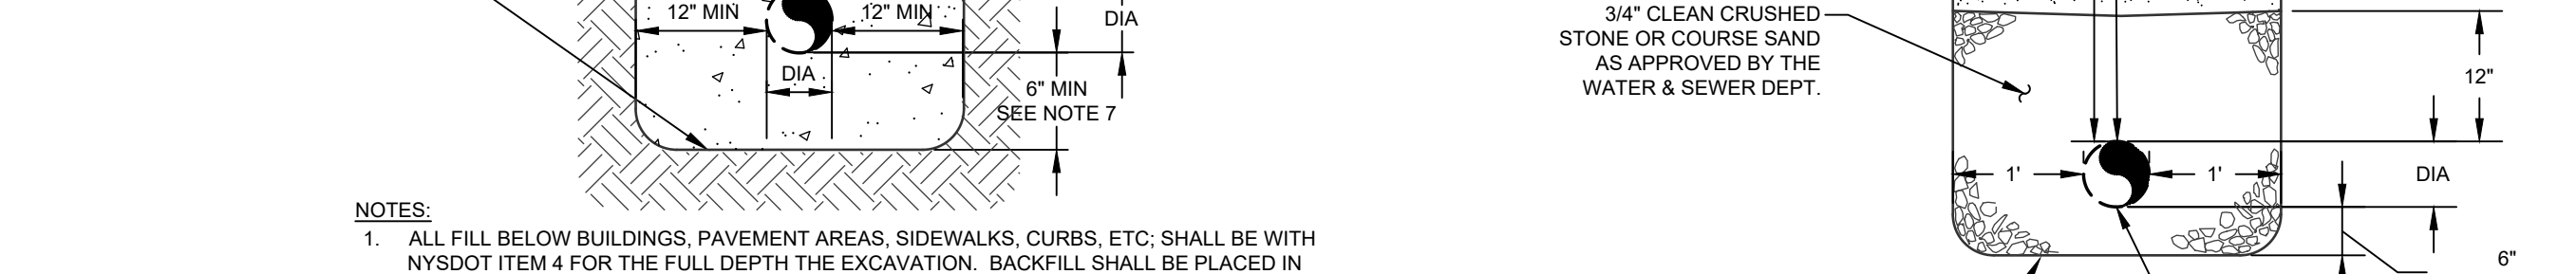 12" MIN
12" MIN
DIA
DIA
6" MIN
SEE NOTE 7
NOTES:
1. ALL FILL BELOW BUILDINGS, PAVEMENT AREAS, SIDEWALKS, CURBS, ETC; SHALL BE WITH
NYSDOT ITEM 4 FOR THE FULL DEPTH THE EXCAVATION. BACKFILL SHALL BE PLACED IN
3/4" CLEAN CRUSHED
STONE OR COURSE SAND
AS APPROVED BY THE
WATER & SEWER DEPT.
12"
1'
1'
DIA
6"